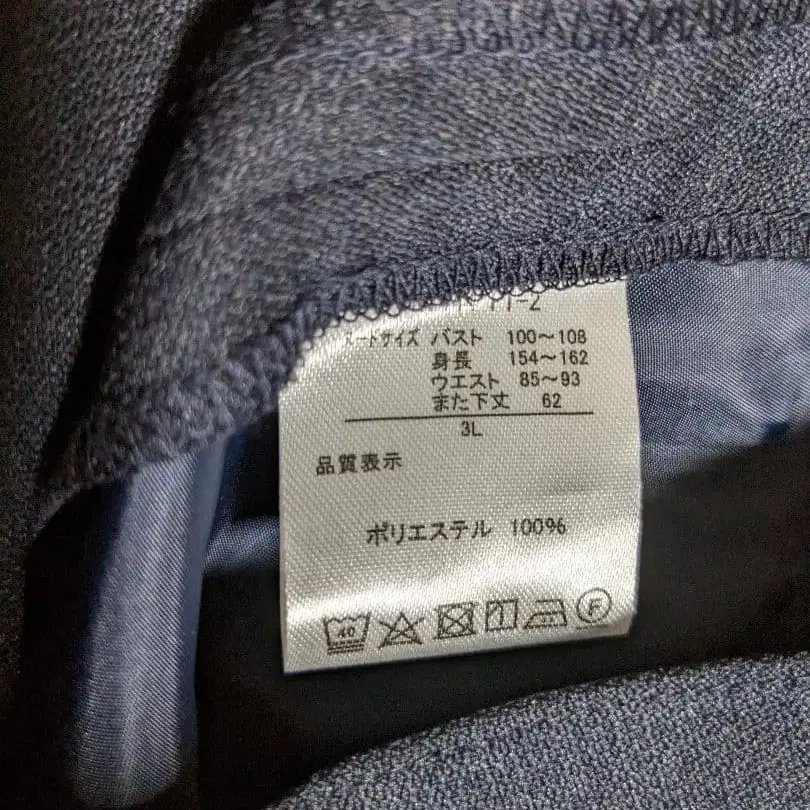 ヌードサイズ バスト 100～108
身長 154～162
ウエスト 85～93
また下丈 62
3L
品質表示
ポリエステル 100%
40
F